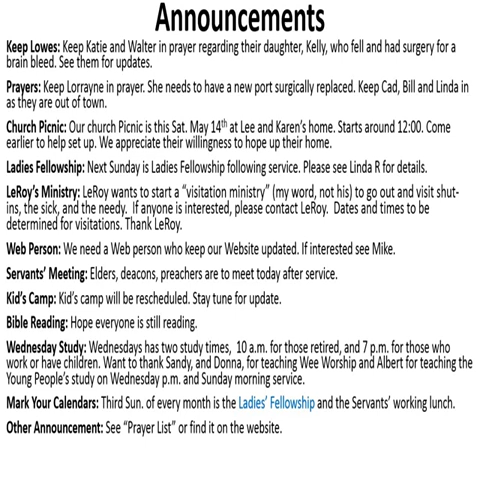 Announcements
Keep Lowes: Keep Katie and Walter in prayer regarding their daughter, Kelly, who fell and had surgery for a
brain bleed. See them for updates.
Prayers: Keep Lorrayne in prayer. She needs to have a new port surgically replaced. Keep Cad, Bill and Linda in
as they are out of town.
Church Picnic: Our church Picnic is this Sat. May 14th at Lee and Karen's home. Starts around 12:00. Come
earlier to help set up. We appreciate their willingness to hope up their home.
Ladies Fellowship: Next Sunday is Ladies Fellowship following service. Please see Linda R for details.
LeRoy's Ministry: LeRoy wants to start a “visitation ministry” (my word, not his) to go out and visit shut-
ins, the sick, and the needy. If anyone is interested, please contact LeRoy. Dates and times to be
determined for visitations. Thank LeRoy.
Web Person: We need a Web person who keep our Website updated. If interested see Mike.
Servants' Meeting: Elders, deacons, preachers are to meet today after service.
Kid's Camp: Kid's camp will be rescheduled. Stay tune for update.
Bible Reading: Hope everyone is still reading.
Wednesday Study: Wednesdays has two study times, 10 a.m. for those retired, and 7 p.m. for those who
work or have children. Want to thank Sandy, and Donna, for teaching Wee Worship and Albert for teaching the
Young People's study on Wednesday p.m. and Sunday morning service.
Mark Your Calendars: Third Sun. of every month is the Ladies' Fellowship and the Servants' working lunch.
Other Announcement: See “Prayer List” or find it on the website.